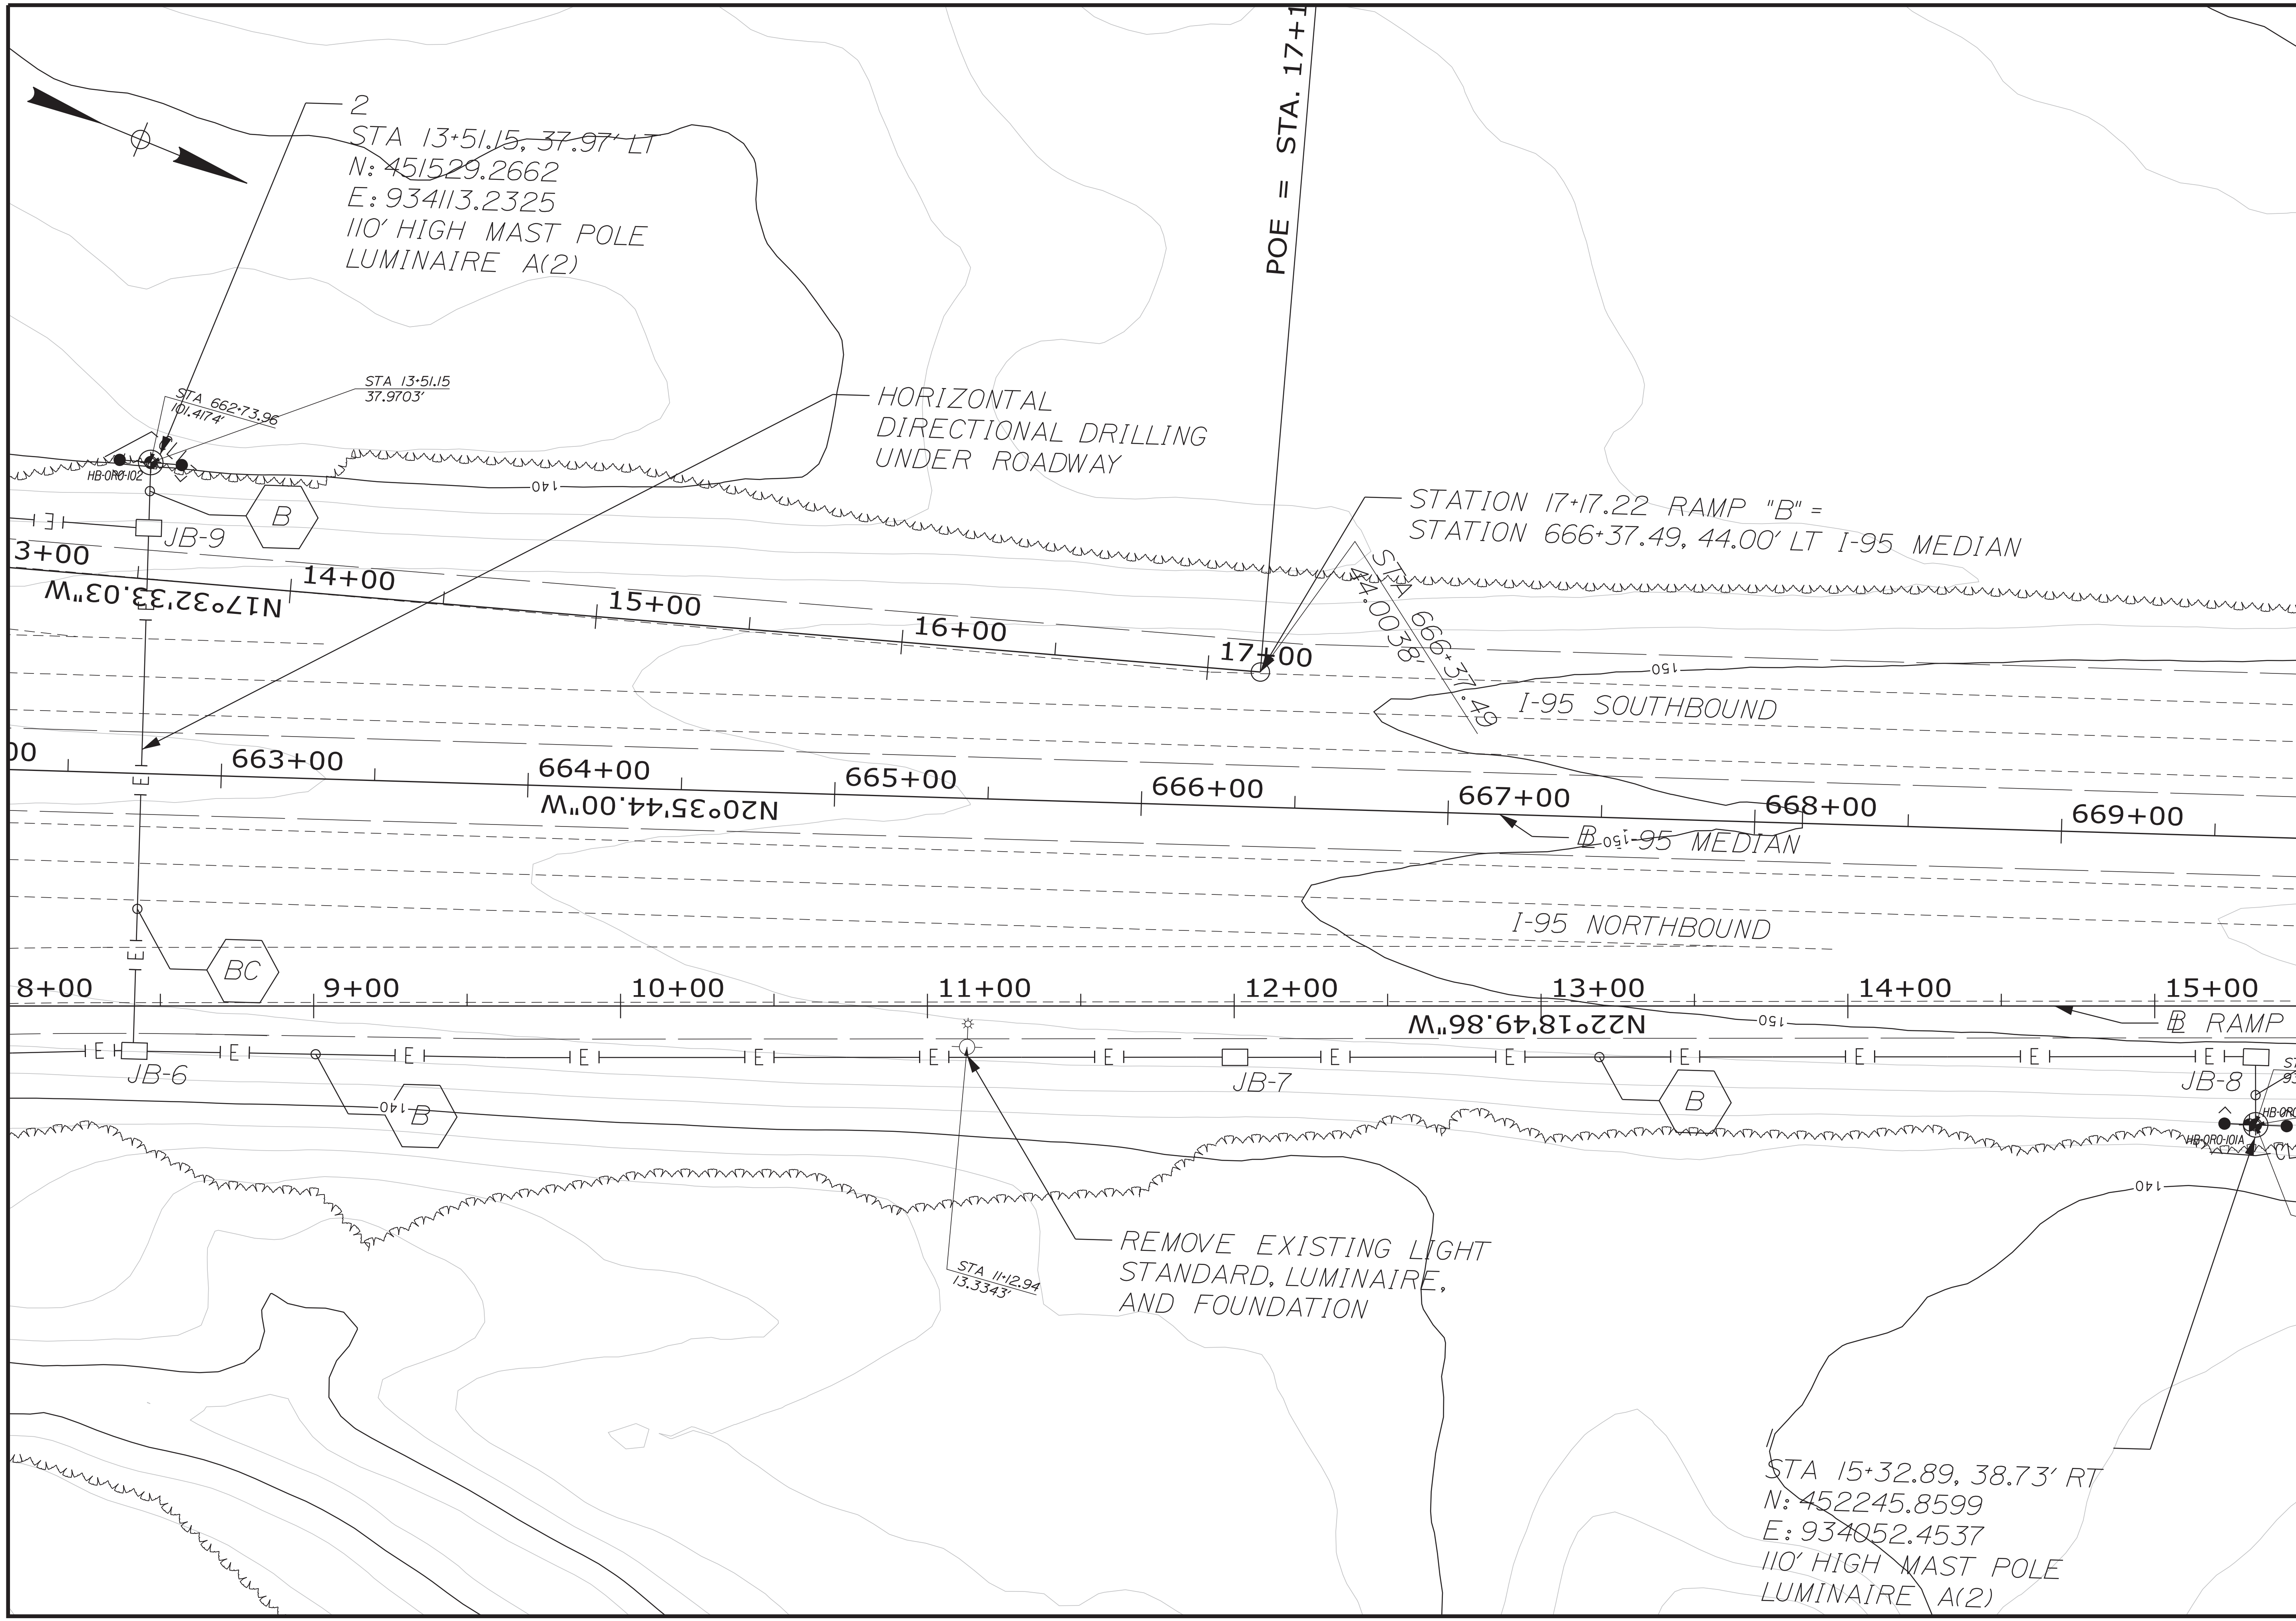 2
STA 13+51.15, 37.97' LT
N: 451529.2662
E: 934113.2325
110' HIGH MAST POLE
LUMINAIRE A(2)
POE = STA. 17+1
STA 662+73.96
101.4174'
STA 13+51.15
37.9703'
HORIZONTAL
DIRECTIONAL DRILLING
UNDER ROADWAY
HB-ORO-102
B
JB-9
E
140
STATION 17+17.22 RAMP "B" =
STATION 666+37.49, 44.00' LT I-95 MEDIAN
STA 666+37.49
44.0038'
3+00
14+00
15+00
16+00
17+00
N17°32'33.03"W
E
150
I-95 SOUTHBOUND
00
663+00
664+00
665+00
666+00
667+00
668+00
669+00
E
N20°35'44.00"W
B I-95 MEDIAN
150
I-95 NORTHBOUND
BC
E
8+00
9+00
10+00
11+00
12+00
13+00
14+00
15+00
N22°18'49.86"W
150
B RAMP
E E E E E E E E E E E E E
JB-6
JB-7
JB-8
140
B
B
HB-ORO-101A
140
REMOVE EXISTING LIGHT
STANDARD, LUMINAIRE,
AND FOUNDATION
STA 11+12.94
13.3343'
STA 15+32.89, 38.73' RT
N: 452245.8599
E: 934052.4537
110' HIGH MAST POLE
LUMINAIRE A(2)